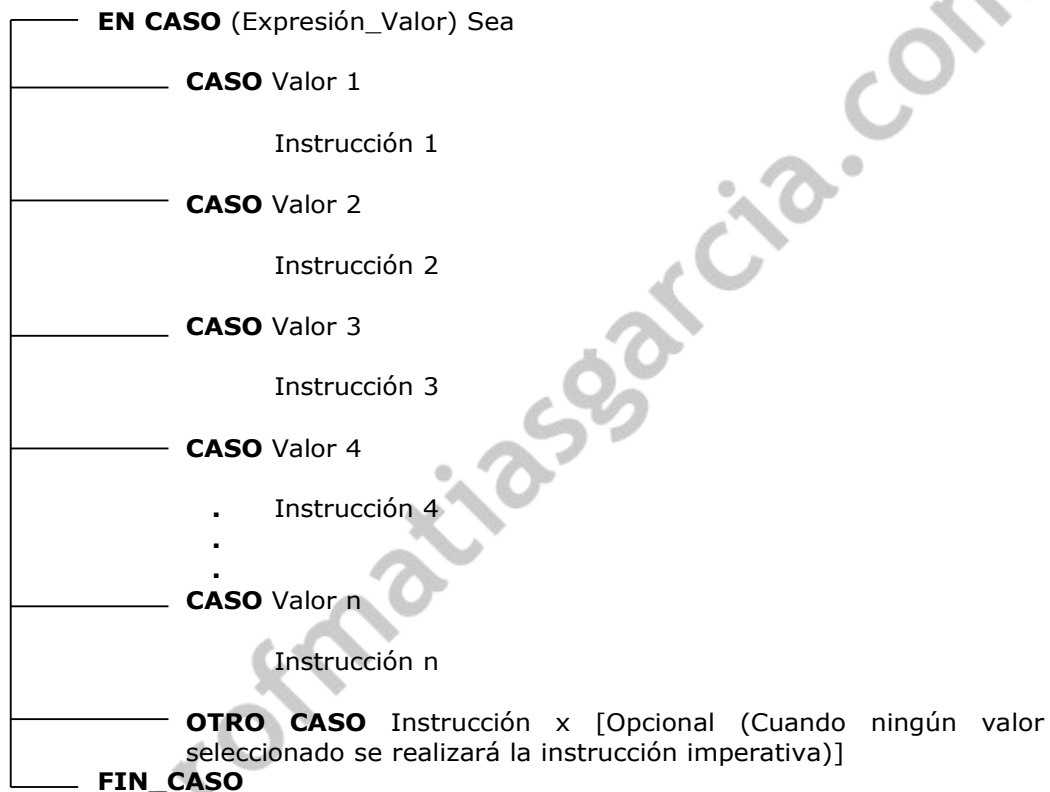 EN CASO (Expresión_Valor) Sea
CASO Valor 1
Instrucción 1
CASO Valor 2
Instrucción 2
CASO Valor 3
Instrucción 3
CASO Valor 4
. Instrucción 4
.
.
CASO Valor n
Instrucción n
OTRO CASO Instrucción x [Opcional (Cuando ningún valor
seleccionado se realizará la instrucción imperativa)]
FIN_CASO
rofmatiasgarcia.com